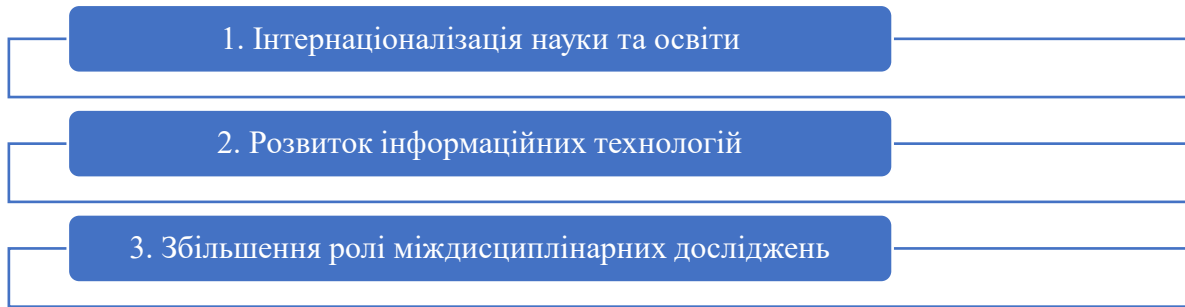 1. Інтернаціоналізація науки та освіти
2. Розвиток інформаційних технологій
3. Збільшення ролі міждисциплінарних досліджень